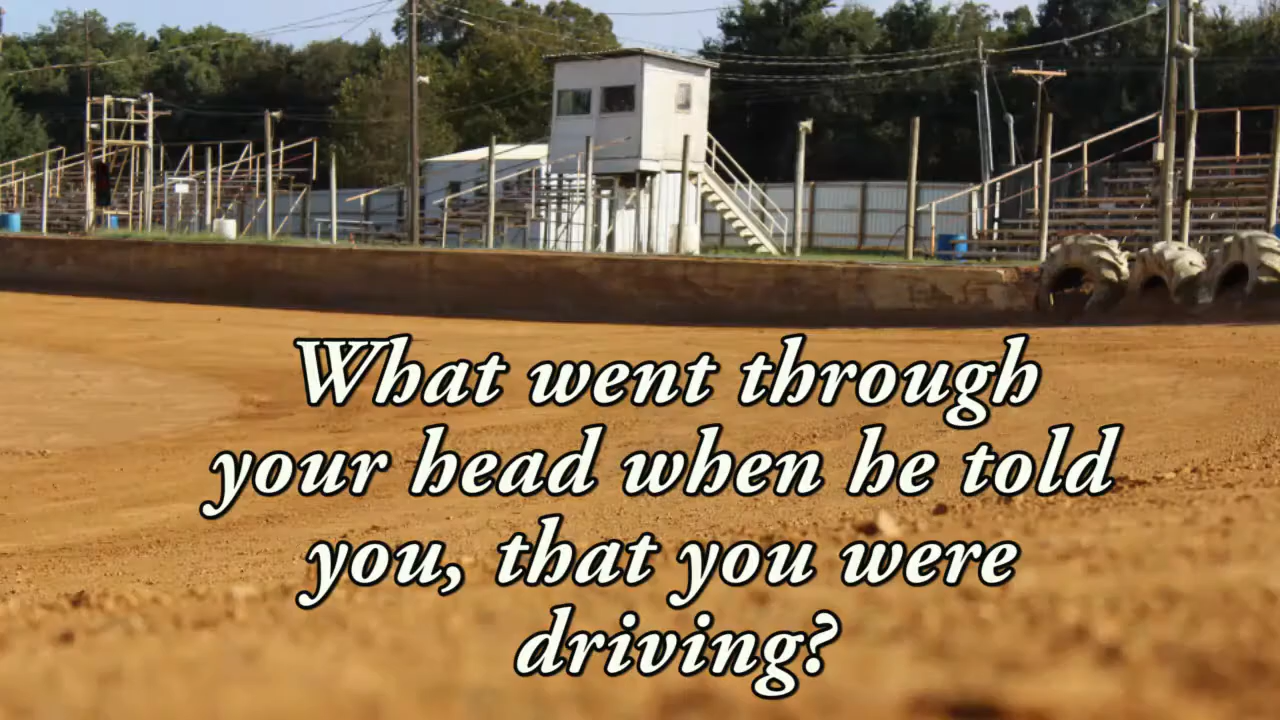 What went through
your head when he told
you, that you were
driving?